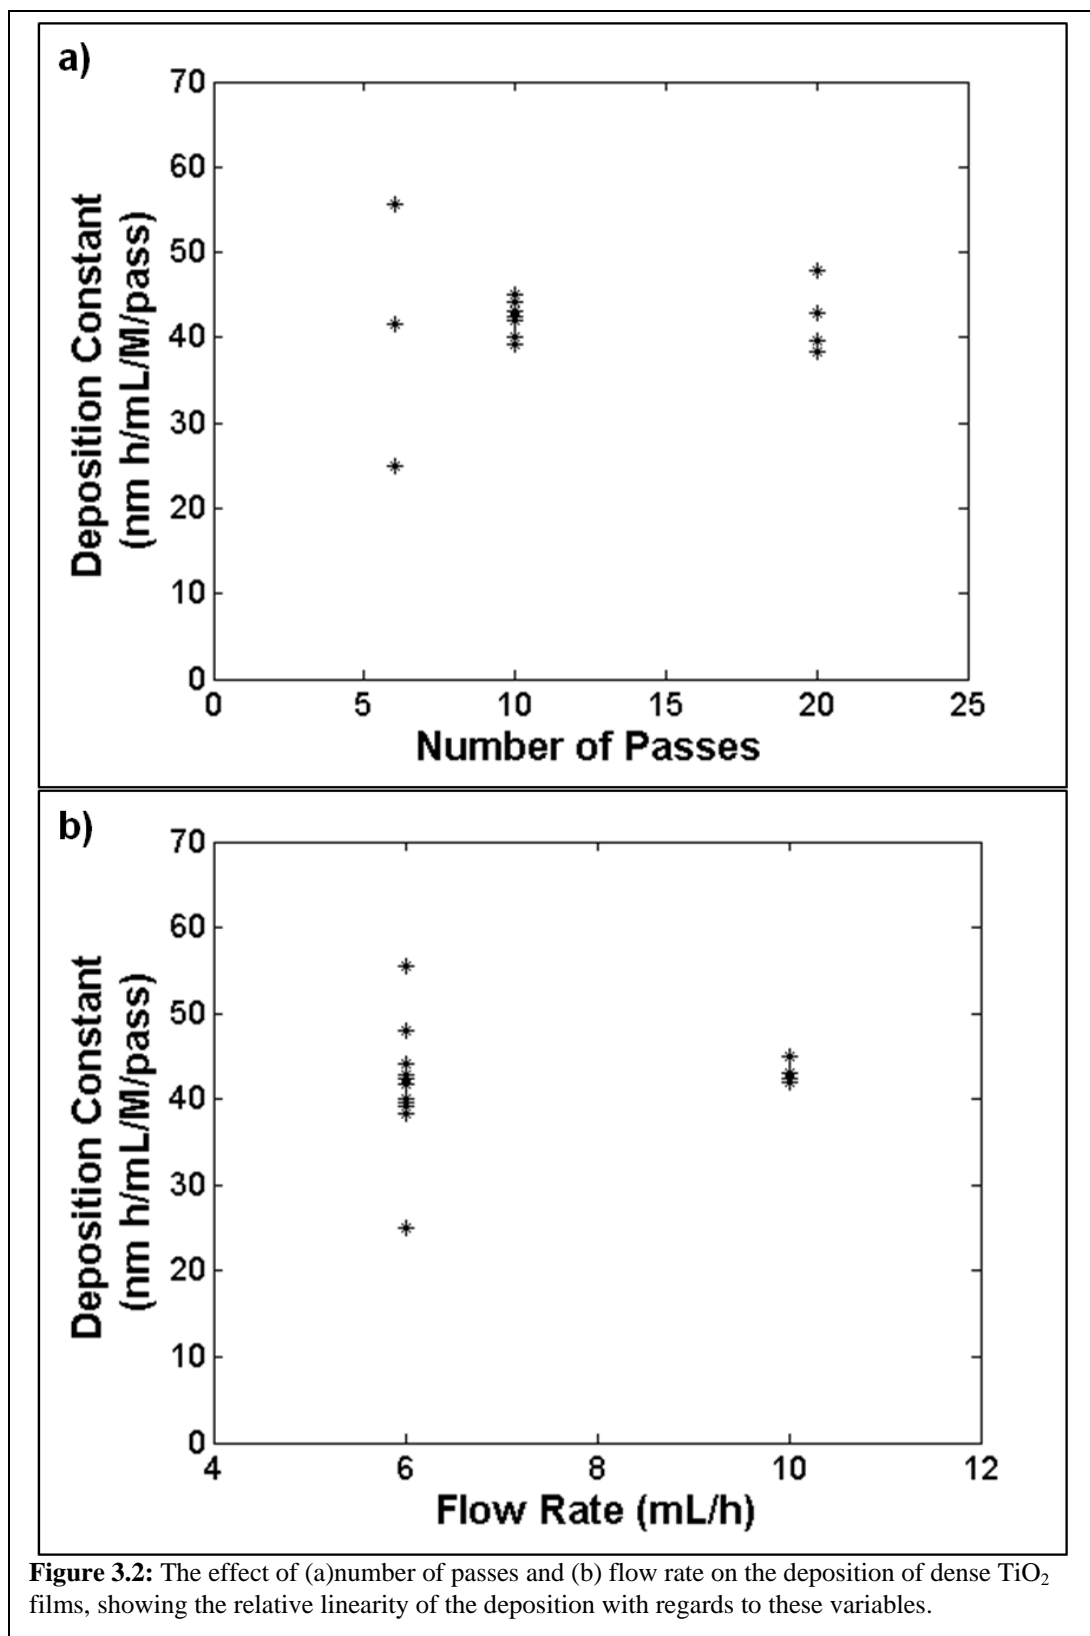 a)
70
60
50
40
30
20
10
0
Deposition Constant
(nm h/mL/M/pass)
0 5 10 15 20 25
Number of Passes
b)
70
60
50
40
30
20
10
0
Deposition Constant
(nm h/mL/M/pass)
4 6 8 10 12
Flow Rate (mL/h)
Figure 3.2: The effect of (a)number of passes and (b) flow rate on the deposition of dense TiO₂
films, showing the relative linearity of the deposition with regards to these variables.